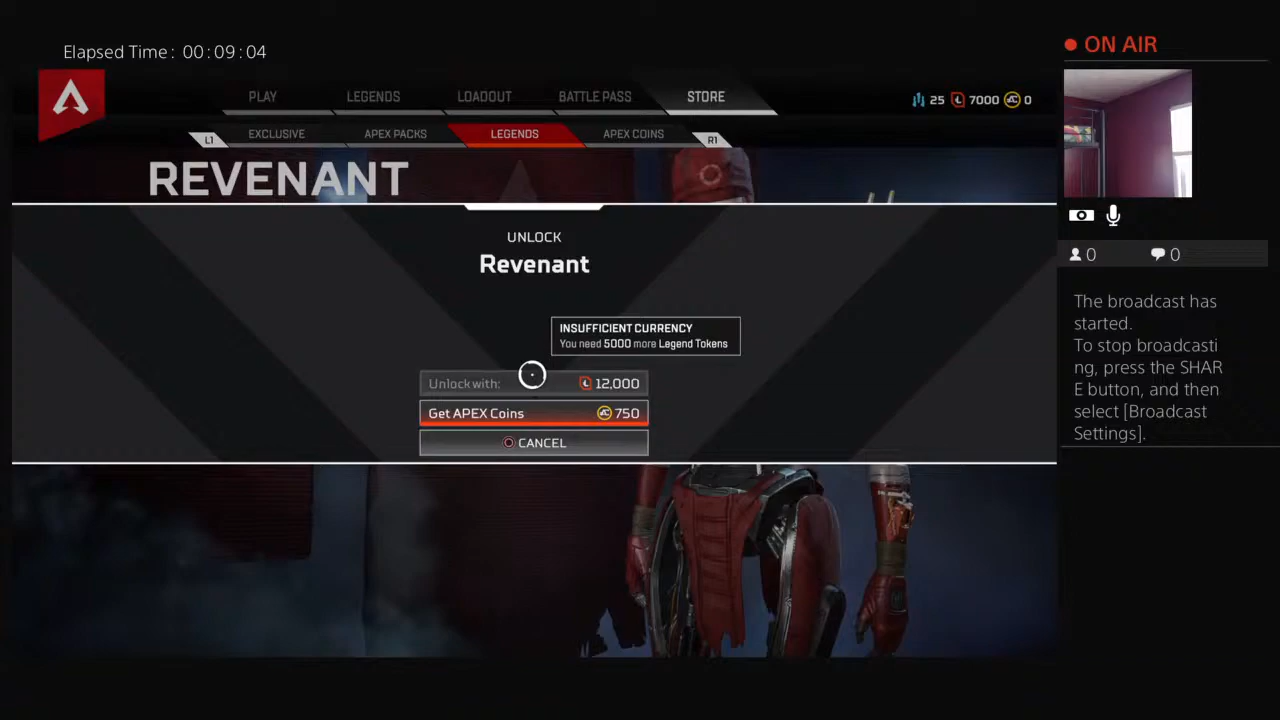 Elapsed Time: 00:09:04
ON AIR
PLAY
LEGENDS
LOADOUT
BATTLE PASS
STORE
25
7000
0
L1
EXCLUSIVE
APEX PACKS
LEGENDS
APEX COINS
R1
REVENANT
UNLOCK
Revenant
INSUFFICIENT CURRENCY
You need 5000 more Legend Tokens
Unlock with: 12,000
Get APEX Coins 750
CANCEL
0 0
The broadcast has
started.
To stop broadcasti
ng, press the SHAR
E button, and then
select [Broadcast
Settings].